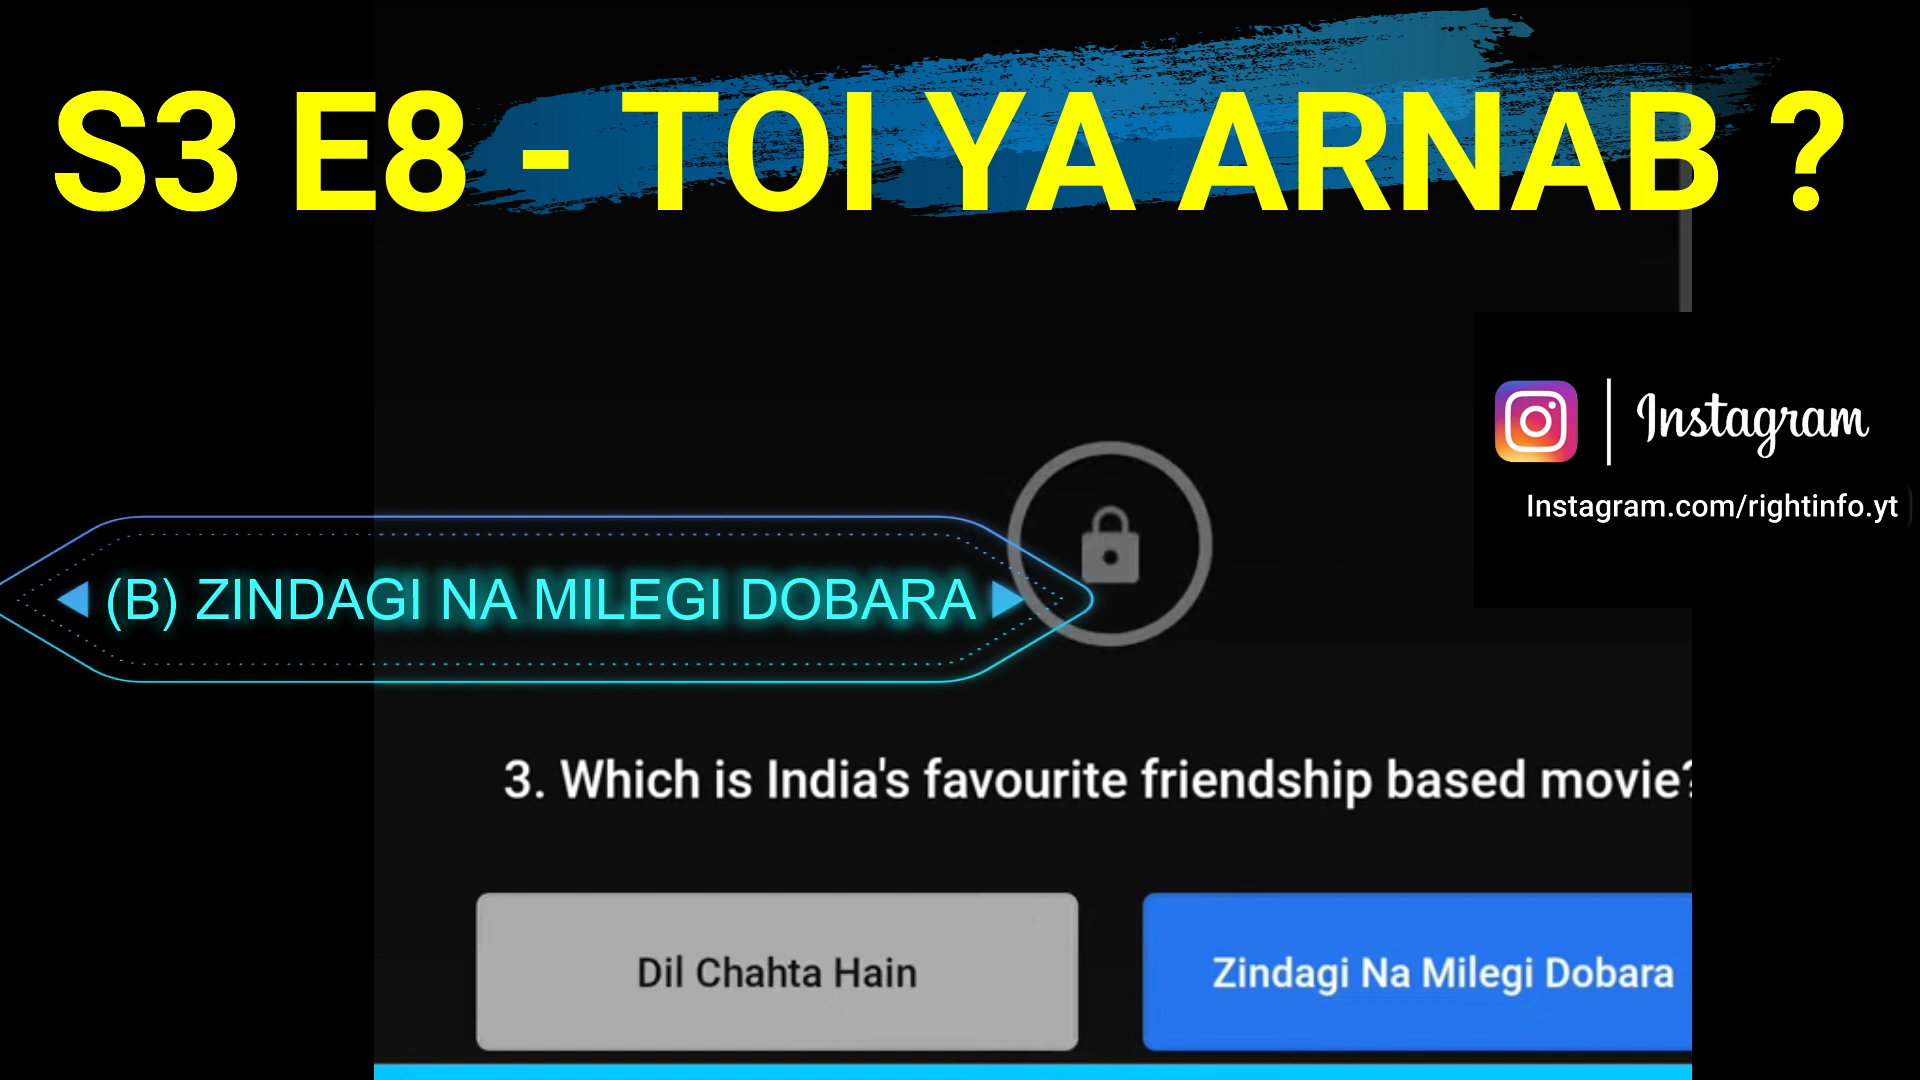 S3 E8 - TOI YA ARNAB ?
Instagram
Instagram.com/rightinfo.yt
(B) ZINDAGI NA MILEGI DOBARA
3. Which is India's favourite friendship based movie?
Dil Chahta Hain
Zindagi Na Milegi Dobara